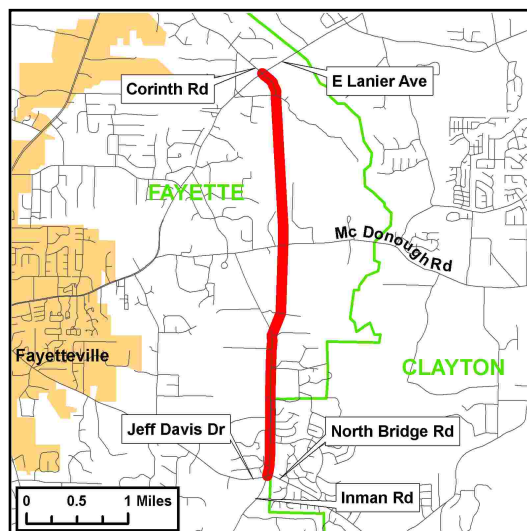 Corinth Rd
E Lanier Ave
FAYETTE
Mc Donough Rd
Fayetteville
CLAYTON
Jeff Davis Dr
North Bridge Rd
Inman Rd
0 0.5 1 Miles